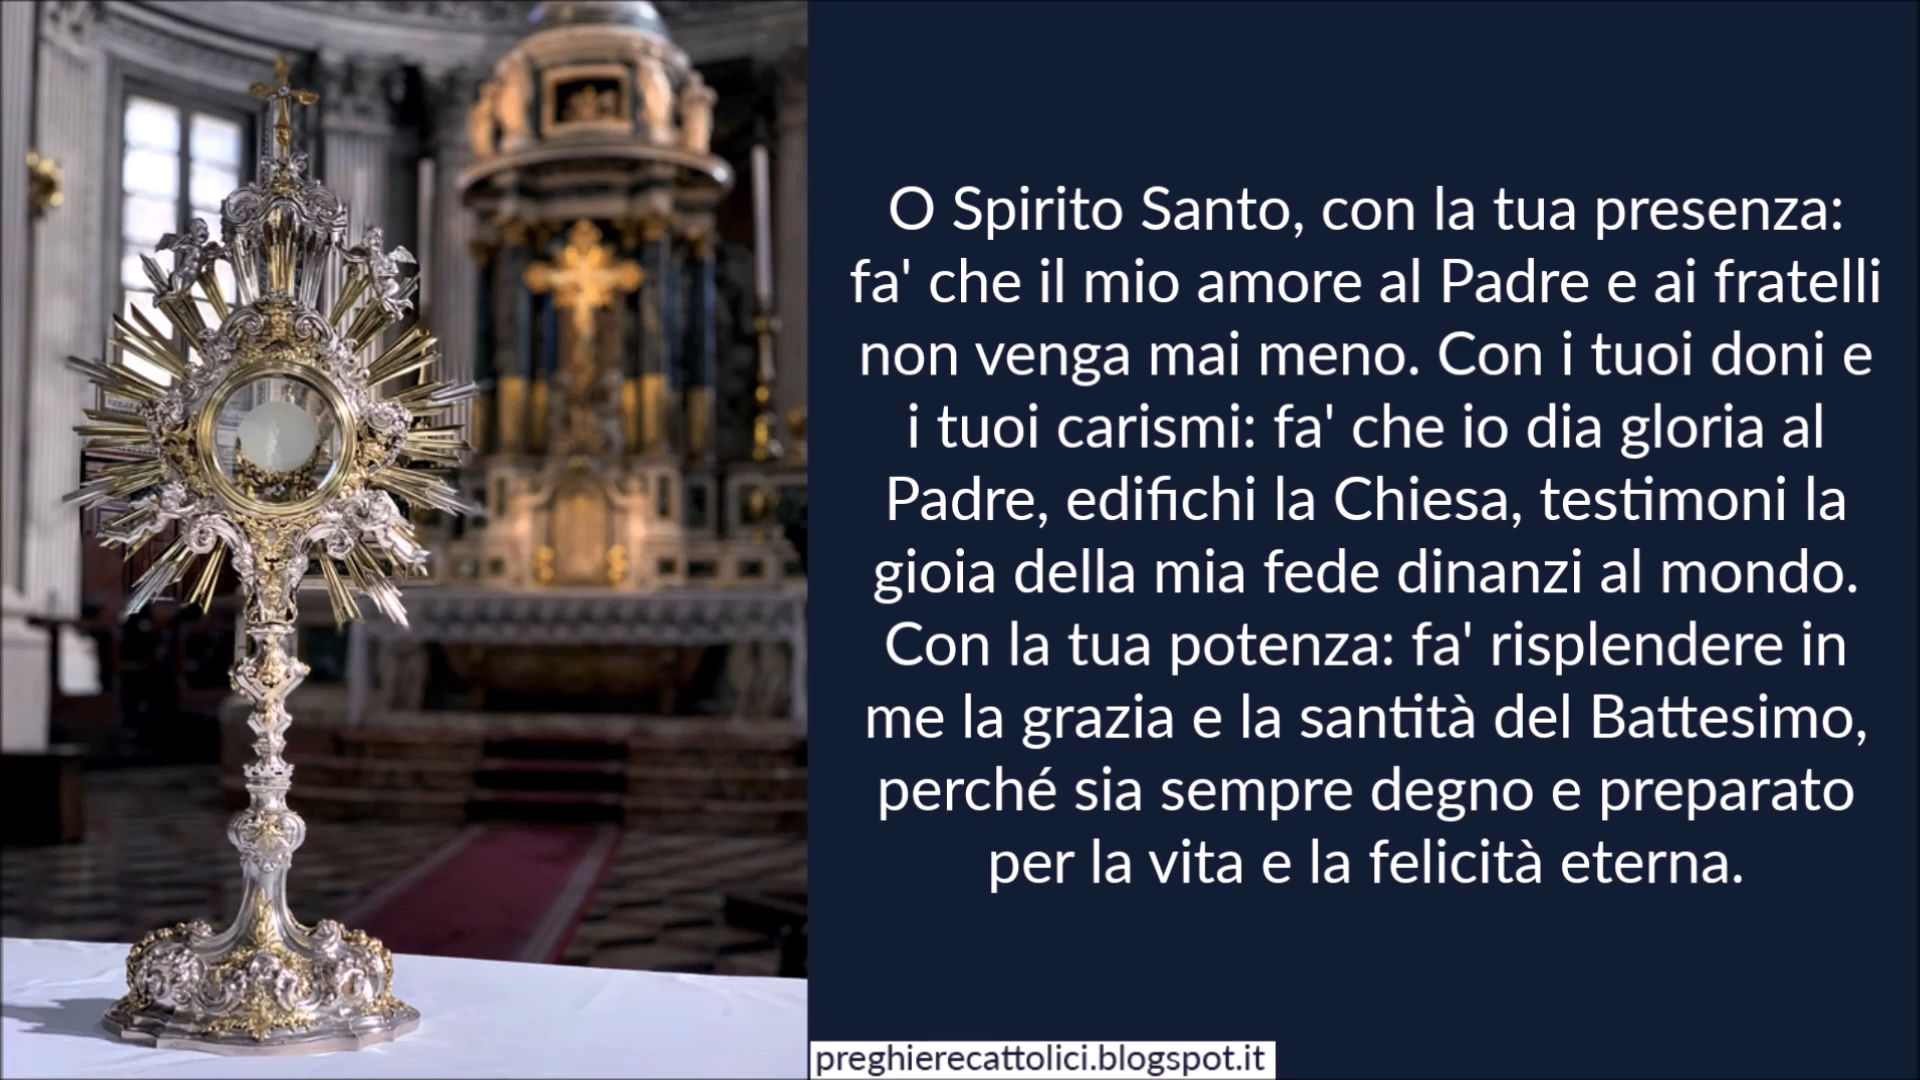 O Spirito Santo, con la tua presenza:
fa' che il mio amore al Padre e ai fratelli
non venga mai meno. Con i tuoi doni e
i tuoi carismi: fa' che io dia gloria al
Padre, edifichi la Chiesa, testimoni la
gioia della mia fede dinanzi al mondo.
Con la tua potenza: fa' risplendere in
me la grazia e la santità del Battesimo,
perché sia sempre degno e preparato
per la vita e la felicità eterna.
preghierecattolici.blogspot.it